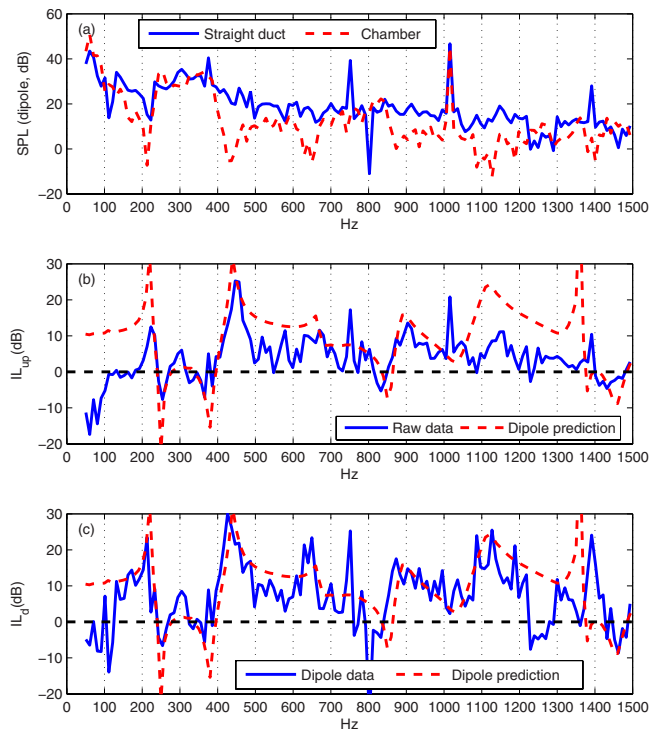 60
(a)
Straight duct
Chamber
40
20
0
−20
SPL (dipole, dB)
0 100 200 300 400 500 600 700 800 900 1000 1100 1200 1300 1400 1500
Hz
30
(b)
20
10
0
−10
−20
IL_up(dB)
Raw data
Dipole prediction
0 100 200 300 400 500 600 700 800 900 1000 1100 1200 1300 1400 1500
Hz
30
(c)
20
10
0
−10
−20
IL_d(dB)
Dipole data
Dipole prediction
0 100 200 300 400 500 600 700 800 900 1000 1100 1200 1300 1400 1500
Hz